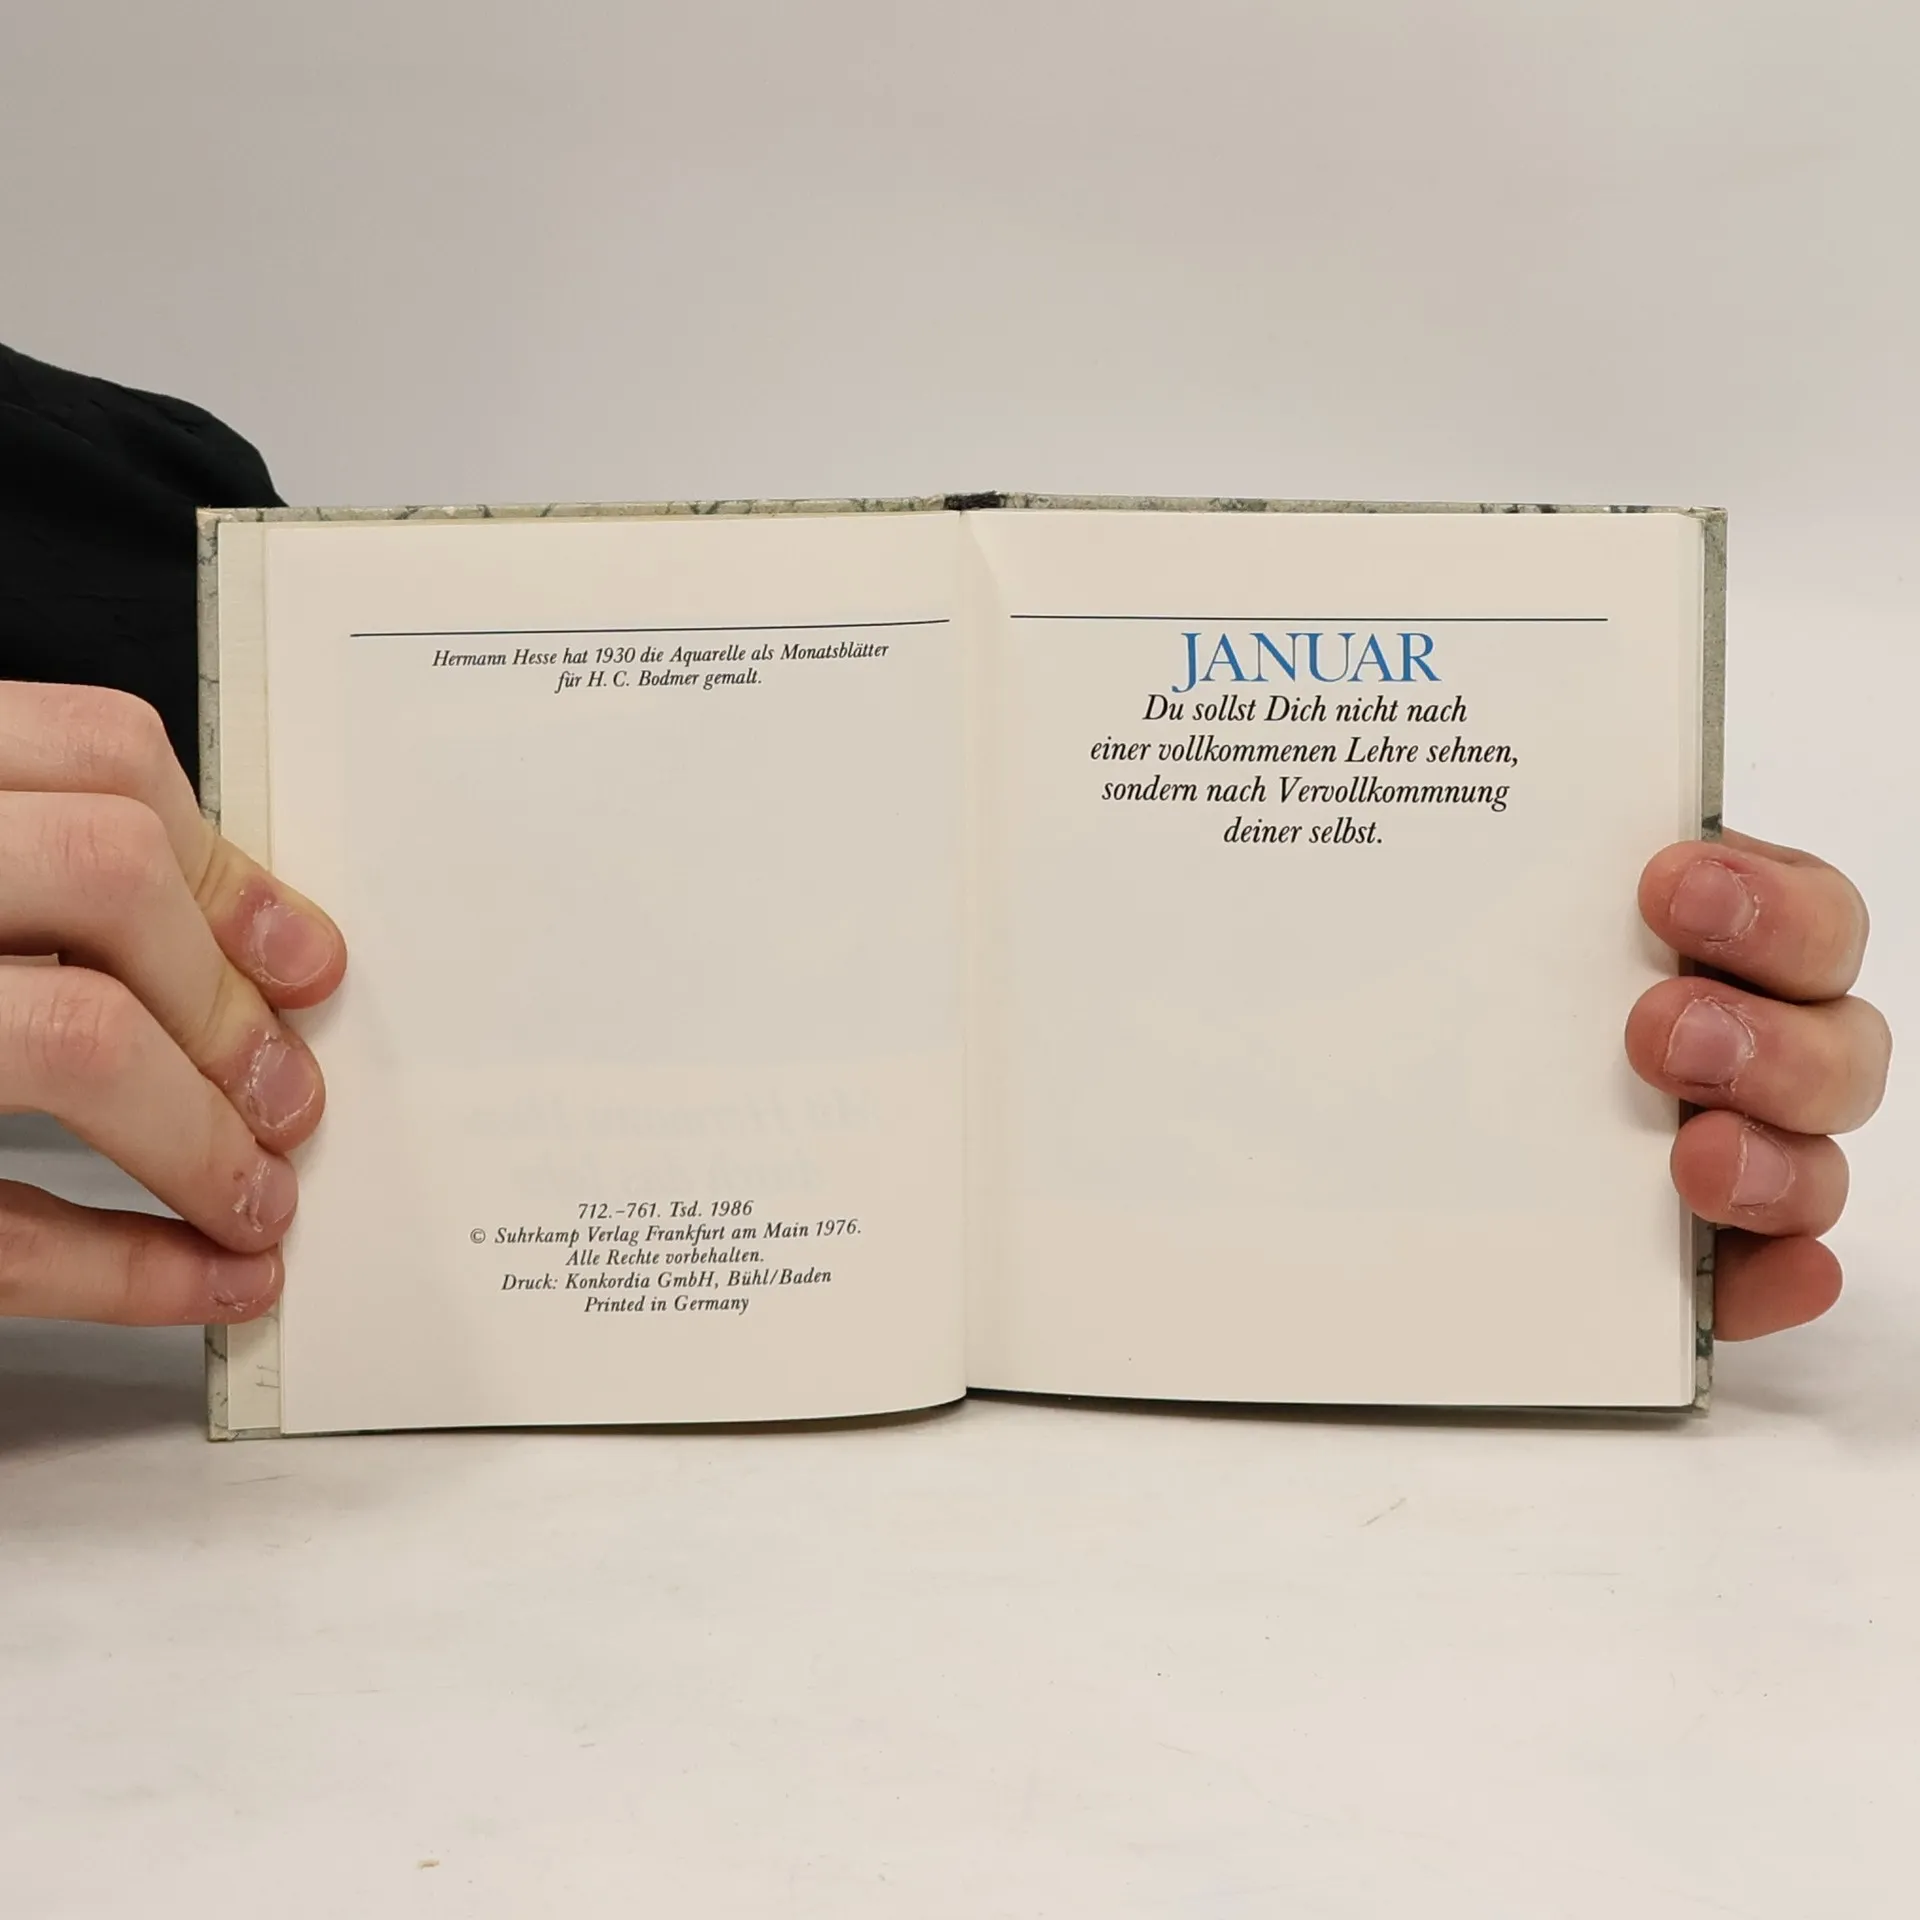 Hermann Hesse hat 1930 die Aquarelle als Monatsblätter
für H. C. Bodmer gemalt.
712.–761. Tsd. 1986
© Suhrkamp Verlag Frankfurt am Main 1976.
Alle Rechte vorbehalten.
Druck: Konkordia GmbH, Bühl/Baden
Printed in Germany
JANUAR
Du sollst Dich nicht nach
einer vollkommenen Lehre sehnen,
sondern nach Vervollkommnung
deiner selbst.